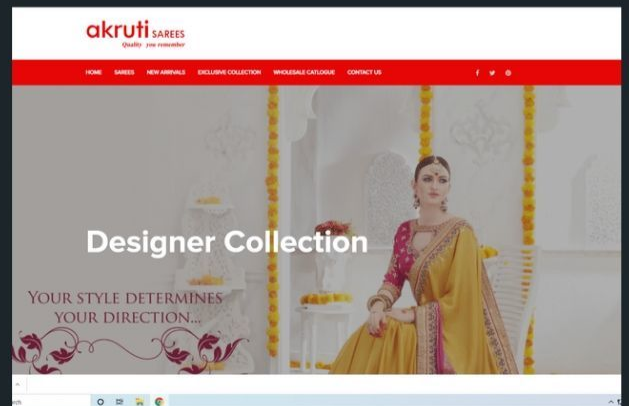 akruti SAREES
Quality you remember
HOME SAREES NEW ARRIVALS EXCLUSIVE COLLECTION WHOLESALE CATLOGUE CONTACT US
Designer Collection
YOUR STYLE DETERMINES
YOUR DIRECTION...